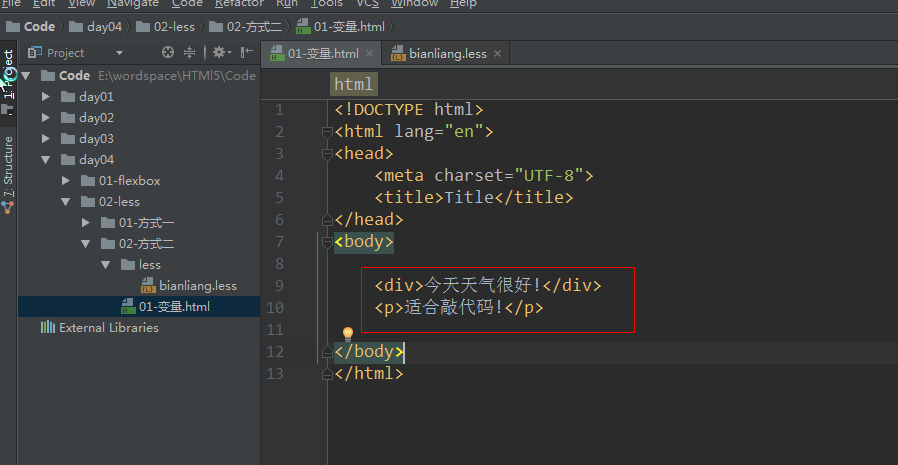 File Edit View Navigate Code Refactor Run Tools VCS Window Help
Code day04 02-less 02-方式二 01-变量.html
Project
01-变量.html × bianliang.less ×
1: Project
7: Structure
Code E:\wordspace\HTMl5\Code
day01
day02
day03
day04
01-flexbox
02-less
01-方式一
02-方式二
less
bianliang.less
01-变量.html
External Libraries
html
1 <!DOCTYPE html>
2 <html lang="en">
3 <head>
4 <meta charset="UTF-8">
5 <title>Title</title>
6 </head>
7 <body>
8
9 <div>今天天气很好!</div>
10 <p>适合敲代码!</p>
11
12 </body>
13 </html>